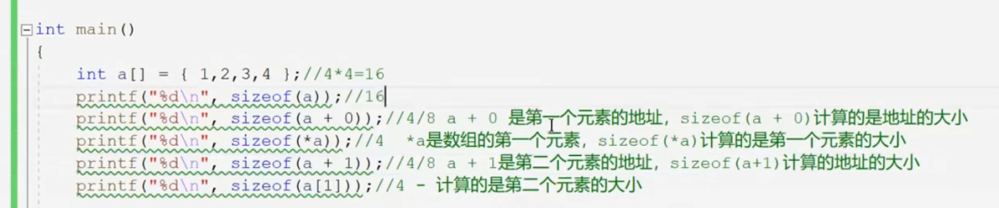 int main()
{
int a[] = { 1,2,3,4 };//4*4=16
printf("%d\n", sizeof(a));//16
printf("%d\n", sizeof(a + 0));//4/8 a + 0 是第一个元素的地址，sizeof(a + 0)计算的是地址的大小
printf("%d\n", sizeof(*a));//4  *a是数组的第一个元素，sizeof(*a)计算的是第一个元素的大小
printf("%d\n", sizeof(a + 1));//4/8 a + 1是第二个元素的地址，sizeof(a+1)计算的地址的大小
printf("%d\n", sizeof(a[1]));//4 - 计算的是第二个元素的大小